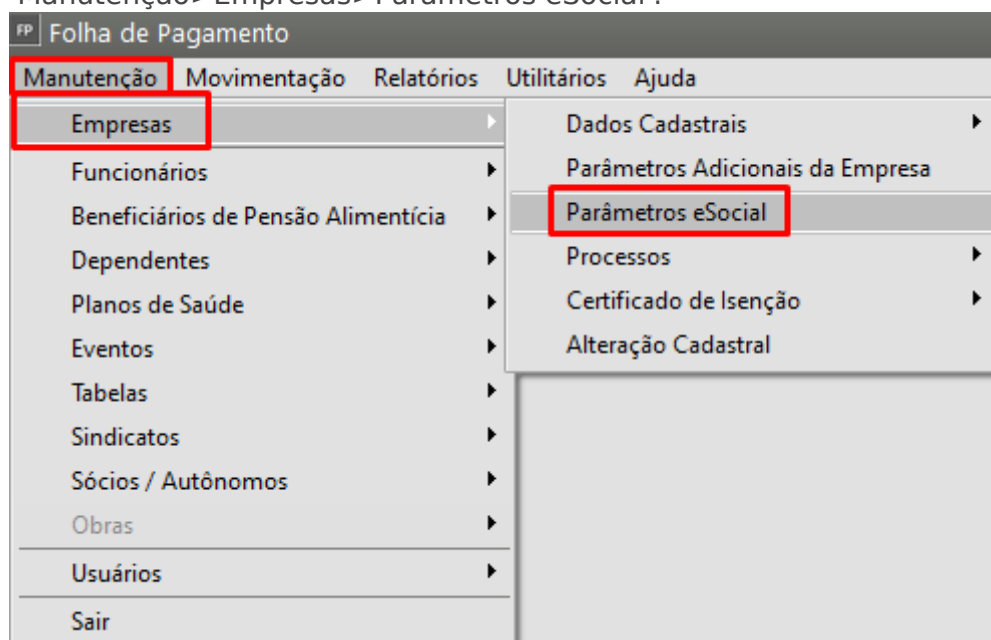 Manutenção> Empresas> Parâmetros eSocial .
FP Folha de Pagamento
Manutenção Movimentação Relatórios Utilitários Ajuda
Empresas
Funcionários
Beneficiários de Pensão Alimentícia
Dependentes
Planos de Saúde
Eventos
Tabelas
Sindicatos
Sócios / Autônomos
Obras
Usuários
Sair
Dados Cadastrais
Parâmetros Adicionais da Empresa
Parâmetros eSocial
Processos
Certificado de Isenção
Alteração Cadastral